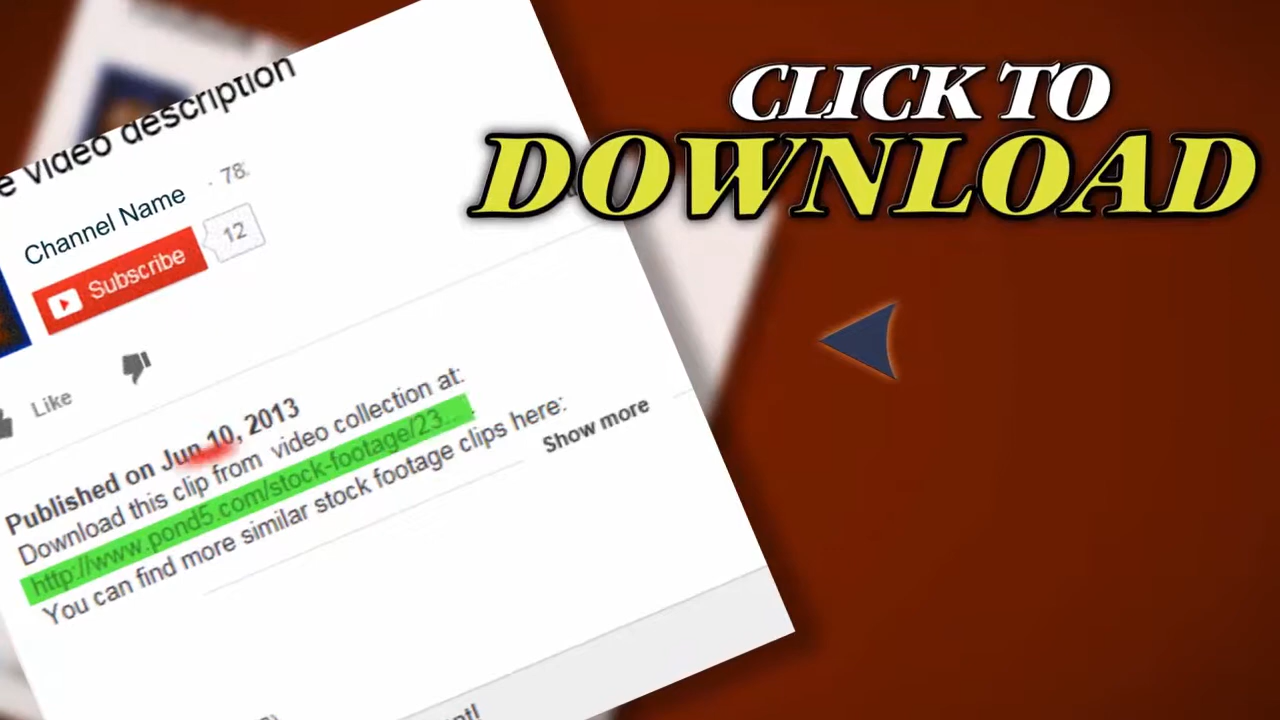 CLICK TO
DOWNLOAD
video description
Channel Name
78
Subscribe
12
Like
Published on Jun 10, 2013
Download this clip from video collection at:
http://www.pond5.com/stock-footage/23...
You can find more similar stock footage clips here:
Show more